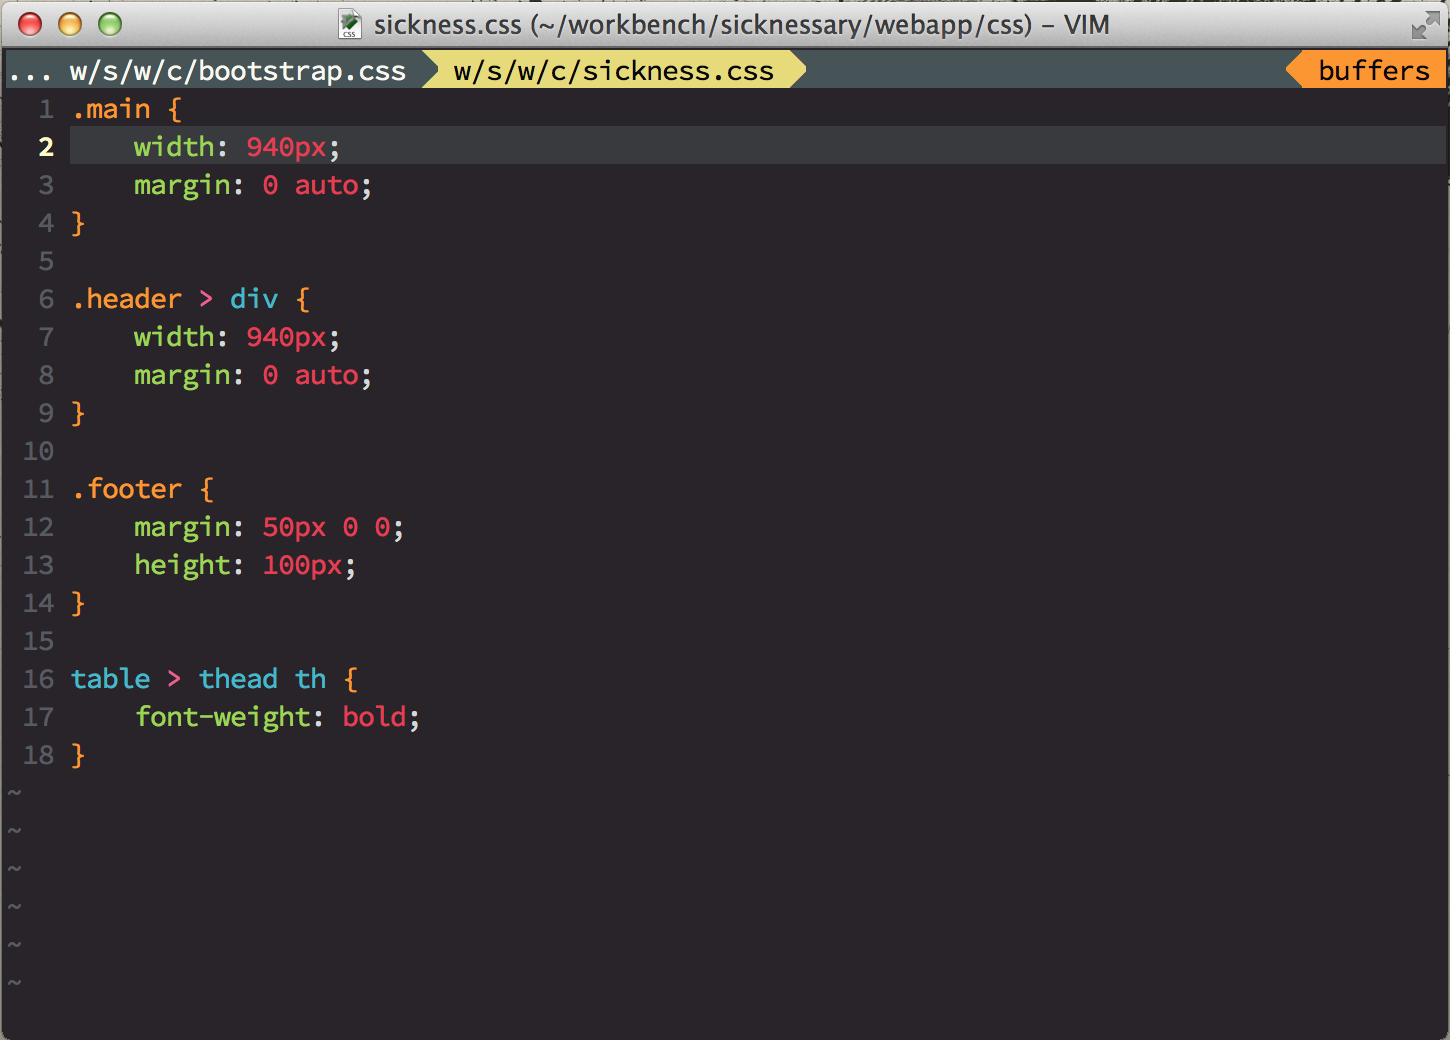 sickness.css (~/workbench/sicknessary/webapp/css) – VIM
... w/s/w/c/bootstrap.css w/s/w/c/sickness.css buffers
1 .main {
2     width: 940px;
3     margin: 0 auto;
4 }
5
6 .header > div {
7     width: 940px;
8     margin: 0 auto;
9 }
10
11 .footer {
12     margin: 50px 0 0;
13     height: 100px;
14 }
15
16 table > thead th {
17     font-weight: bold;
18 }
~
~
~
~
~
~